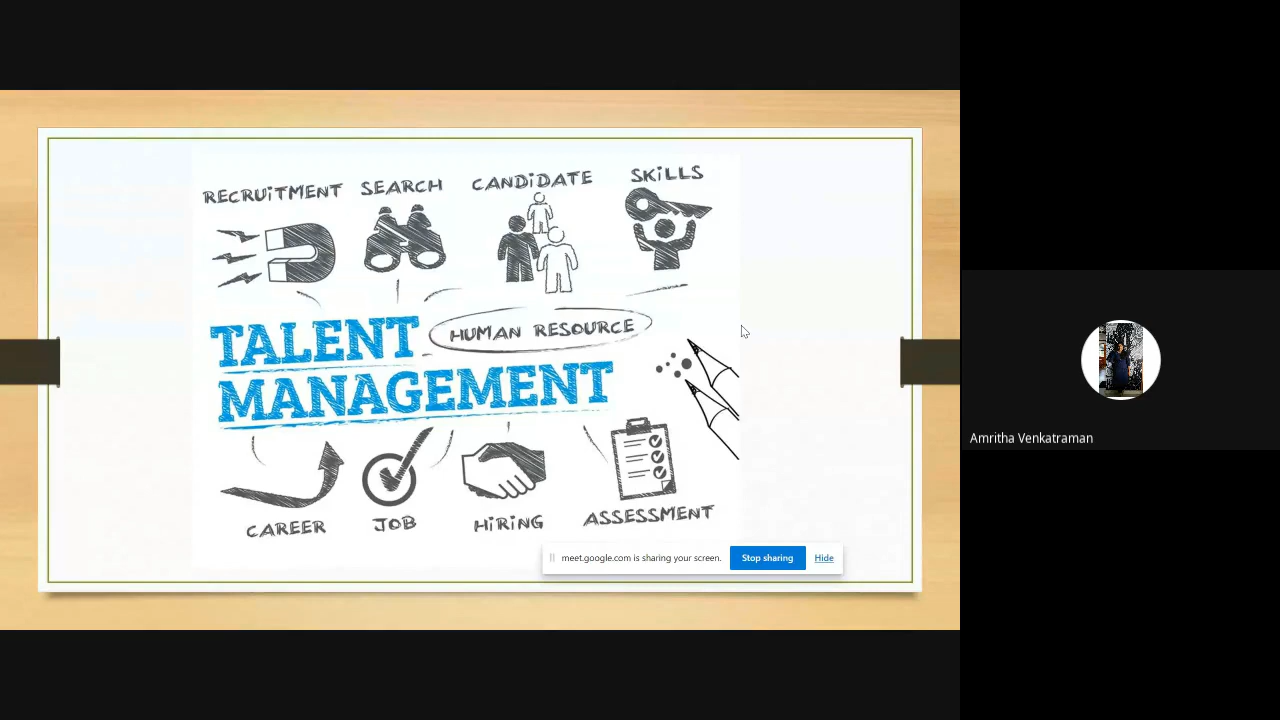 RECRUiTMENT SEARCH CANDiDATE SKiLLS
TALENT
HUMAN RESOURCE
MANAGEMENT
CAREER JOB HiRiNG ASSESSMENT
meet.google.com is sharing your screen. Stop sharing Hide
Amritha Venkatraman